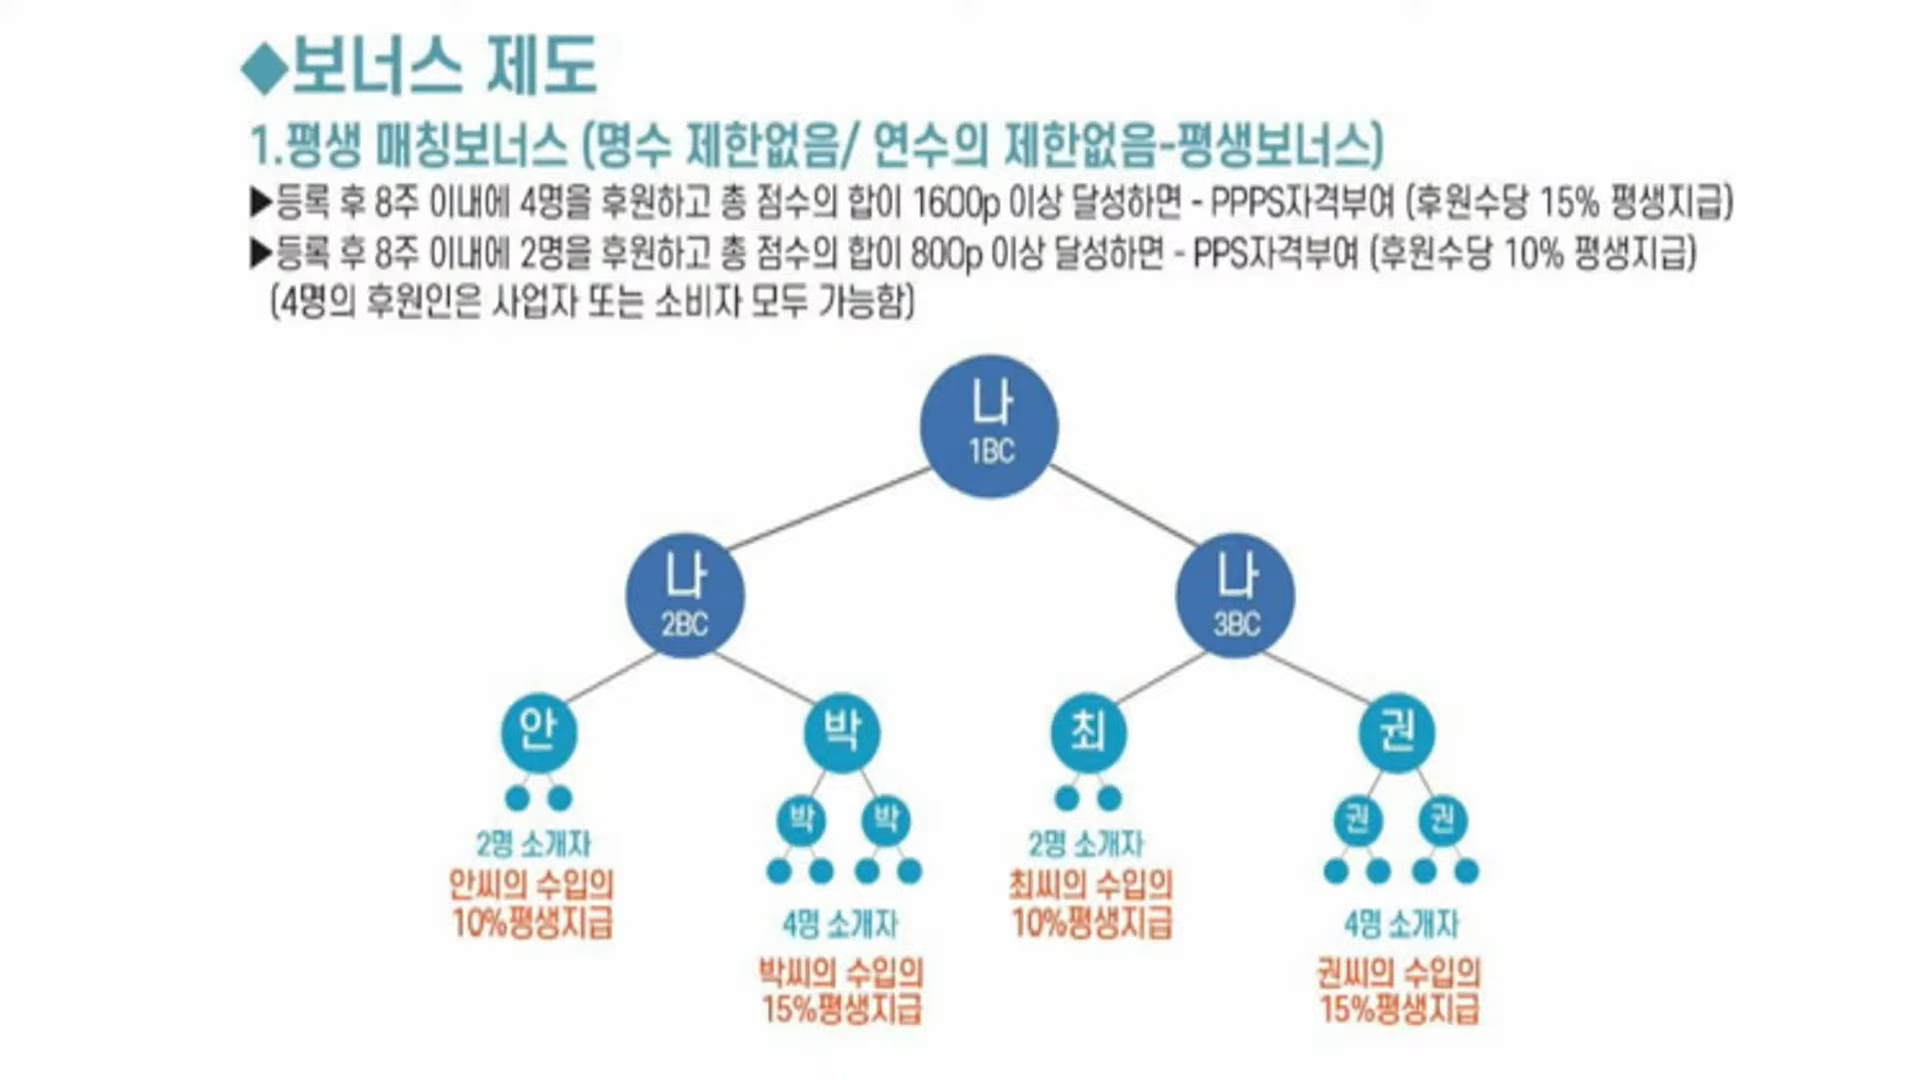 ◆보너스 제도
1.평생 매칭보너스 (명수 제한없음/ 연수의 제한없음-평생보너스)
▶등록 후 8주 이내에 4명을 후원하고 총 점수의 합이 1600p 이상 달성하면 - PPPS자격부여 (후원수당 15% 평생지급)
▶등록 후 8주 이내에 2명을 후원하고 총 점수의 합이 800p 이상 달성하면 - PPS자격부여 (후원수당 10% 평생지급)
(4명의 후원인은 사업자 또는 소비자 모두 가능함)
나
1BC
나
2BC
나
3BC
안
박
최
권
박
박
권
권
2명 소개자
안씨의 수입의
10%평생지급
4명 소개자
박씨의 수입의
15%평생지급
2명 소개자
최씨의 수입의
10%평생지급
4명 소개자
권씨의 수입의
15%평생지급